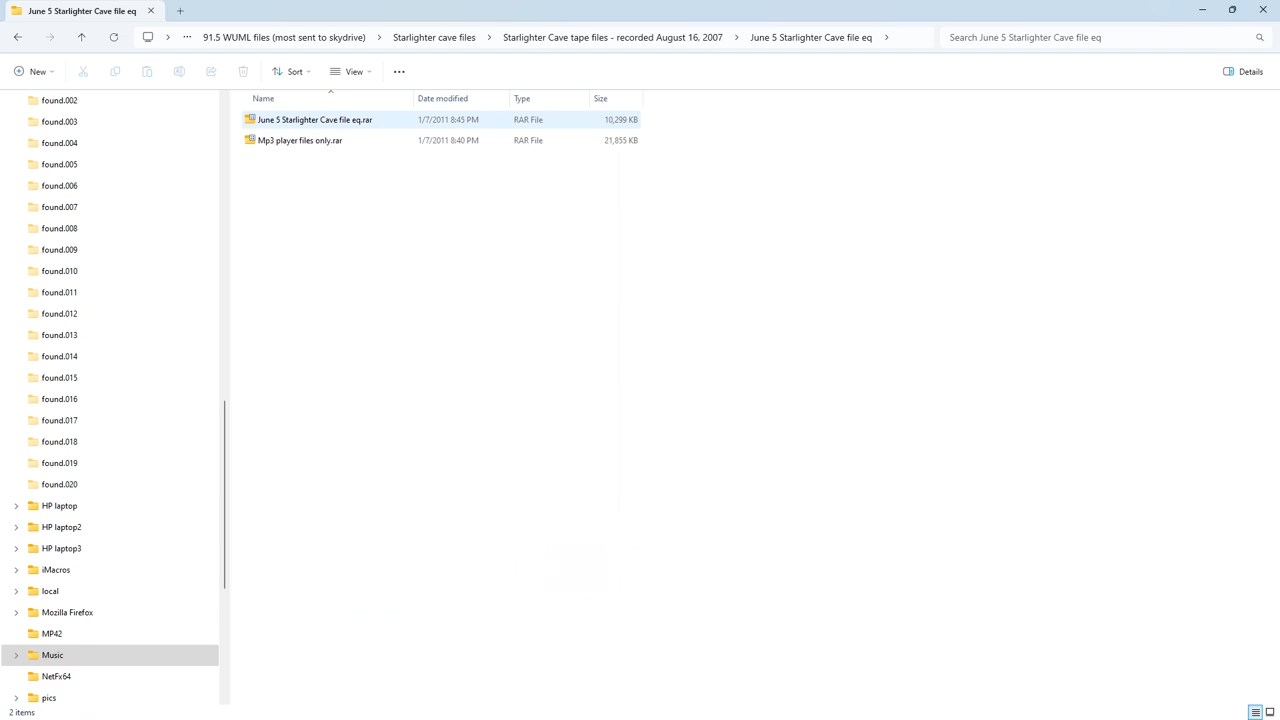 June 5 Starlighter Cave file eq
91.5 WUML files (most sent to skydrive) Starlighter cave files Starlighter Cave tape files - recorded August 16, 2007 June 5 Starlighter Cave file eq Search June 5 Starlighter Cave file eq
New Sort View Details
Name Date modified Type Size
June 5 Starlighter Cave file eq.rar 1/7/2011 8:45 PM RAR File 10,299 KB
Mp3 player files only.rar 1/7/2011 8:40 PM RAR File 21,855 KB
found.002
found.003
found.004
found.005
found.006
found.007
found.008
found.009
found.010
found.011
found.012
found.013
found.014
found.015
found.016
found.017
found.018
found.019
found.020
HP laptop
HP laptop2
HP laptop3
iMacros
local
Mozilla Firefox
MP42
Music
NetFx64
pics
2 items